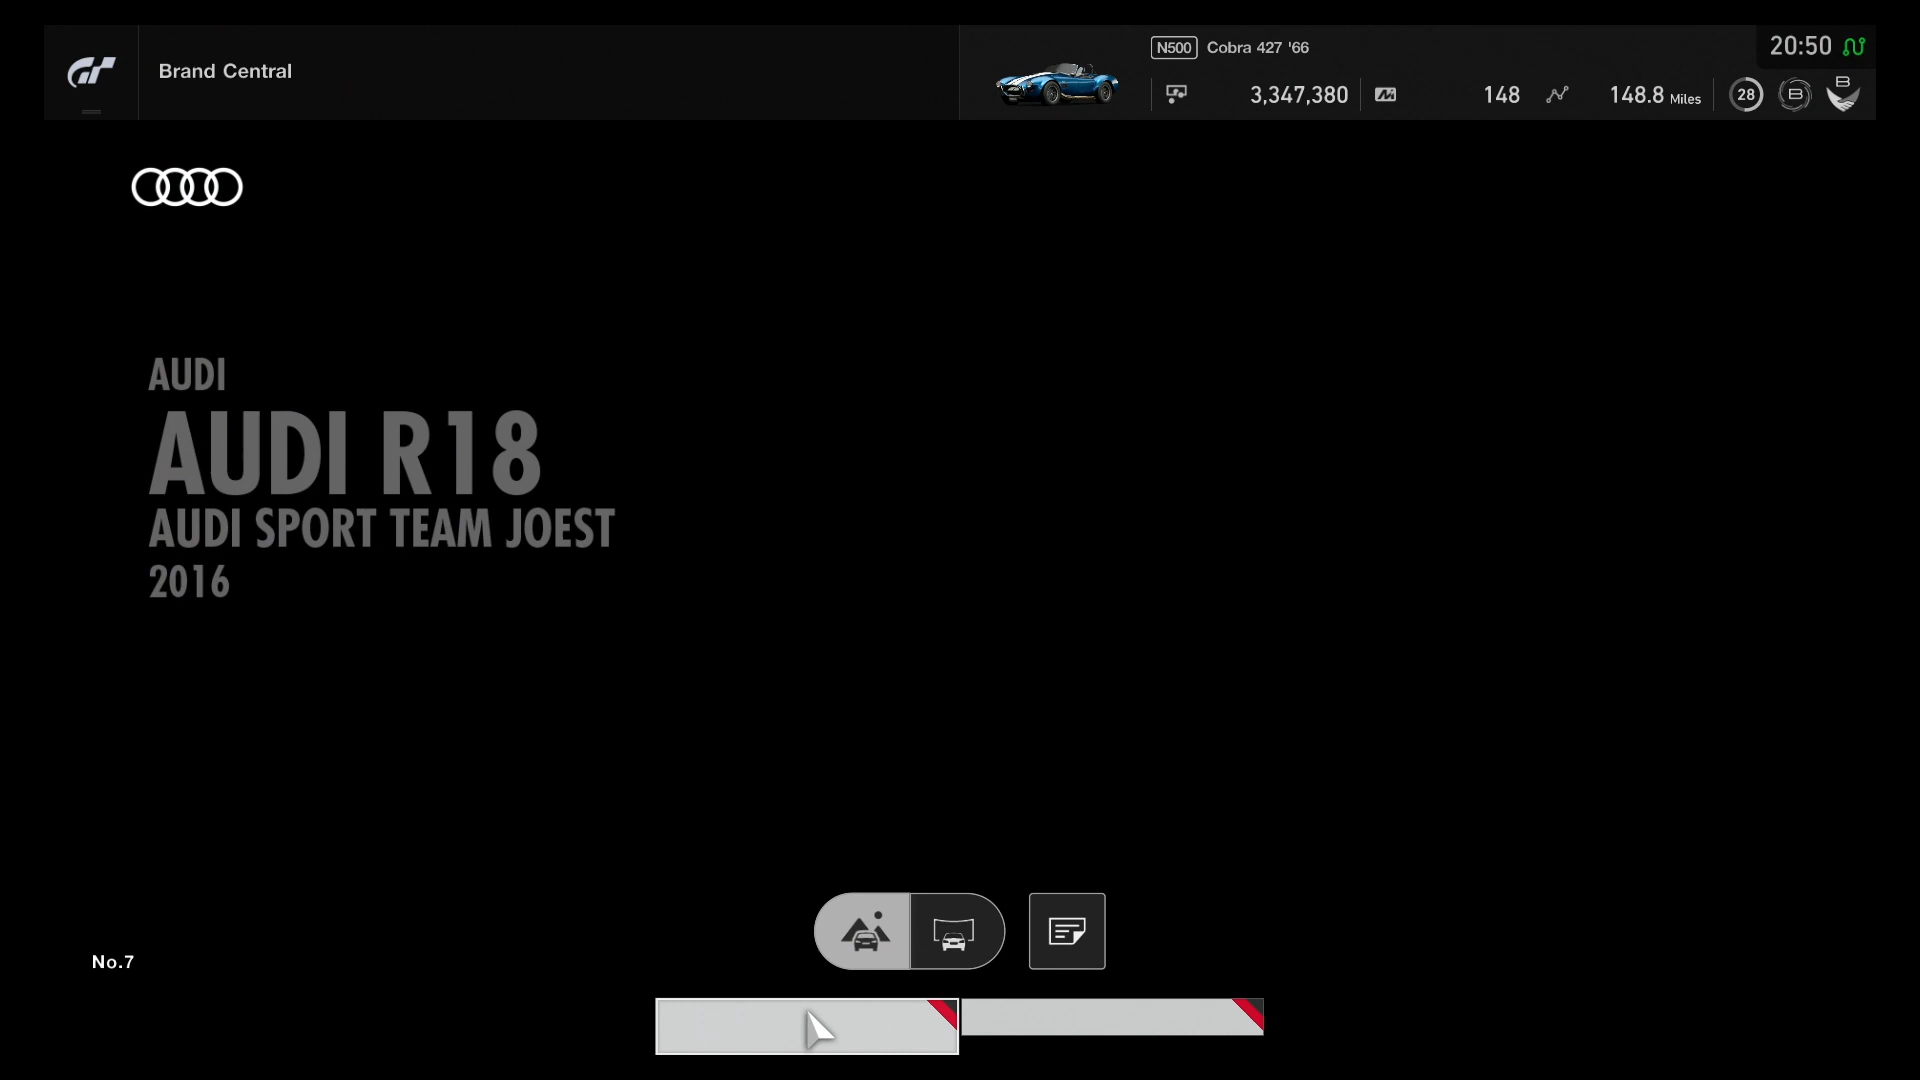 Brand Central
N500 Cobra 427 '66
20:50
3,347,380
148
148.8 Miles
28
B
B
AUDI
AUDI R18
AUDI SPORT TEAM JOEST
2016
No.7